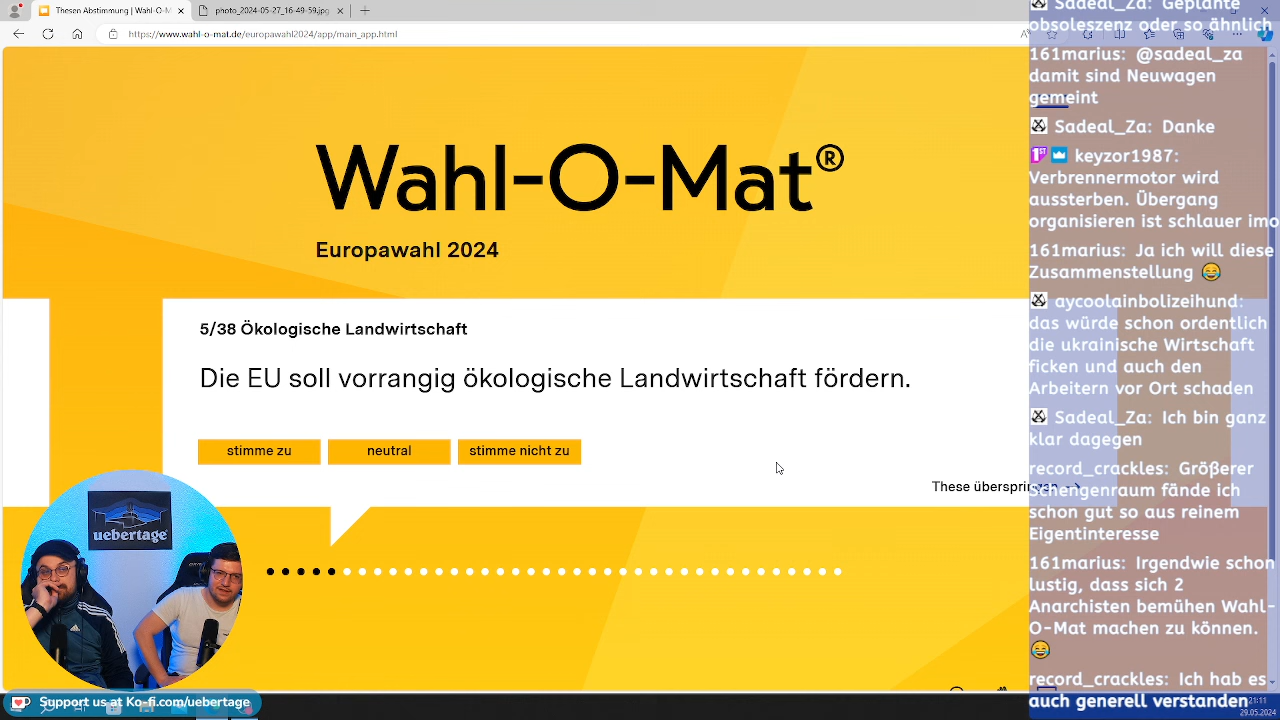 Thesen Abstimmung | Wahl-O-M
photo_2024-05-27_16-49-59.jpg
https://www.wahl-o-mat.de/europawahl2024/app/main_app.html
Wahl-O-Mat®
Europawahl 2024
5/38 Ökologische Landwirtschaft
Die EU soll vorrangig ökologische Landwirtschaft fördern.
stimme zu
neutral
stimme nicht zu
These überspringen
uebertage
Support us at Ko-fi.com/uebertage
Sadeal_Za: Geplante
obsoleszenz oder so ähnlich
161marius: @sadeal_za
damit sind Neuwagen
gemeint
Sadeal_Za: Danke
keyzor1987:
Verbrennermotor wird
aussterben. Übergang
organisieren ist schlauer imo
161marius: Ja ich will diese
Zusammenstellung 😂
aycoolainbolizeihund:
das würde schon ordentlich
die ukrainische Wirtschaft
ficken und auch den
Arbeitern vor Ort schaden
Sadeal_Za: Ich bin ganz
klar dagegen
record_crackles: Größerer
Schengenraum fände ich
schon gut so aus reinem
Eigentinteresse
161marius: Irgendwie schon
lustig, dass sich 2
Anarchisten bemühen Wahl-
O-Mat machen zu können.
😂
record_crackles: Ich hab es
auch generell verstanden
21:11
29.05.2024